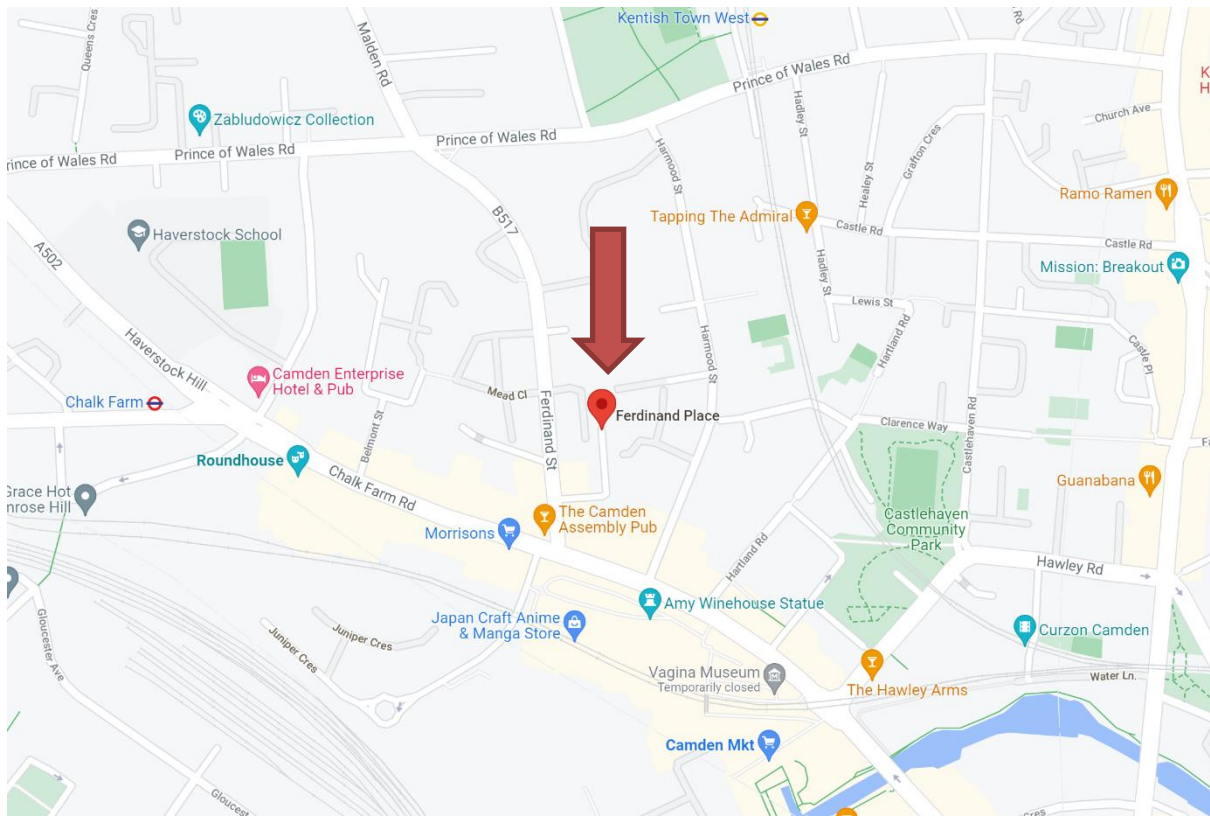 Kentish Town West
Queens Cres
Malden Rd
Rd
Prince of Wales Rd
K
H
Zabludowicz Collection
Hadley St
Church Ave
Prince of Wales Rd
rince of Wales Rd
Prince of Wales Rd
Harmood St
Healey St
Grafton Cres
Ramo Ramen
B517
Tapping The Admiral
Castle Rd
Haverstock School
Castle Rd
A502
Hadley St
Mission: Breakout
Lewis St
Hartland Rd
Harmood St
Castle Pl
Haverstock Hill
Camden Enterprise
Hotel & Pub
Mead Cl
Chalk Farm
Ferdinand St
Ferdinand Place
Belmont St
Clarence Way
Castlehaven Rd
Roundhouse
Chalk Farm Rd
Guanabana
Grace Hot
mrose Hill
The Camden
Assembly Pub
Castlehaven
Community
Park
Morrisons
Hartland Rd
Hawley Rd
Amy Winehouse Statue
Japan Craft Anime
& Manga Store
Curzon Camden
Juniper Cres
Juniper Cres
Gloucester Ave
Vagina Museum
Temporarily closed
The Hawley Arms
Water Ln.
Camden Mkt
Gloucester